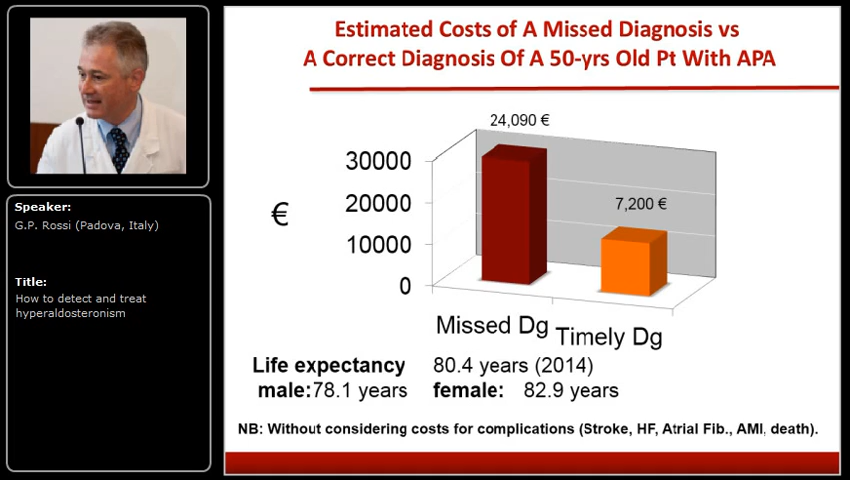 Estimated Costs of A Missed Diagnosis vs
A Correct Diagnosis Of A 50-yrs Old Pt With APA
24,090 €
7,200 €
€
30000
20000
10000
0
Missed Dg
Timely Dg
Life expectancy 80.4 years (2014)
male:78.1 years female: 82.9 years
NB: Without considering costs for complications (Stroke, HF, Atrial Fib., AMI, death).
Speaker:
G.P. Rossi (Padova, Italy)
Title:
How to detect and treat
hyperaldosteronism